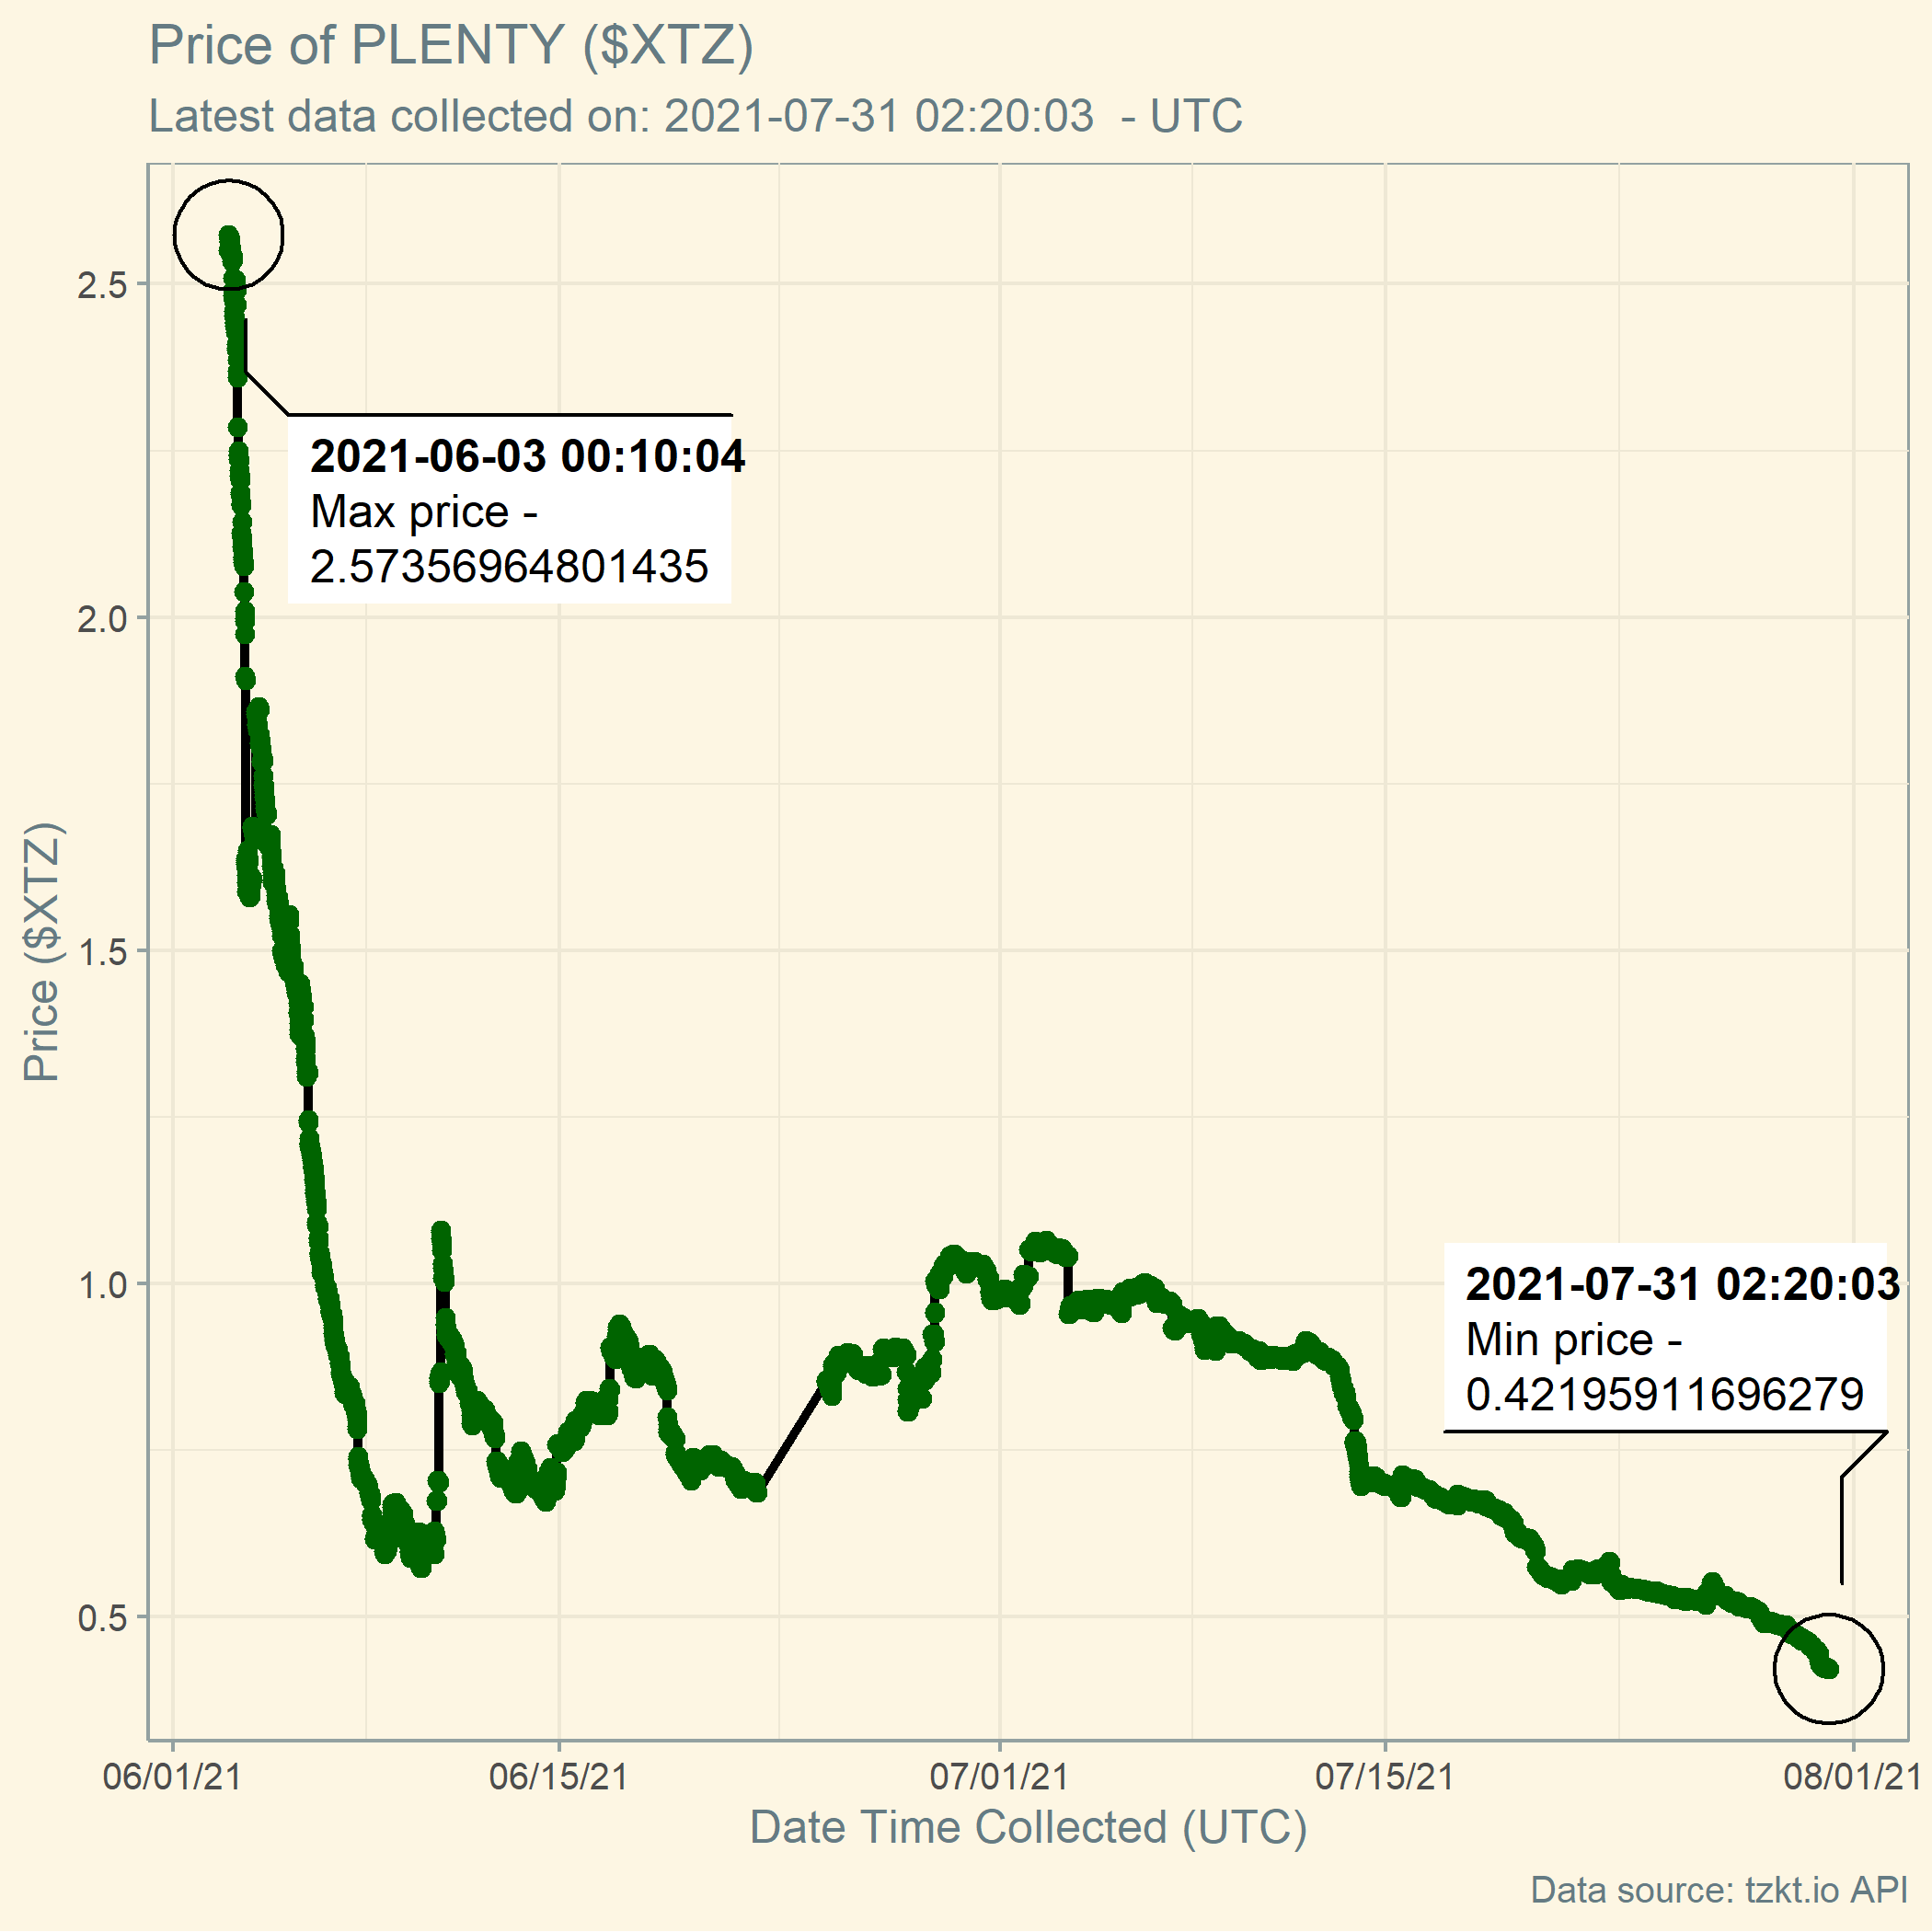 Price of PLENTY ($XTZ)
Latest data collected on: 2021-07-31 02:20:03  - UTC
Price ($XTZ)
2.5
2.0
1.5
1.0
0.5
2021-06-03 00:10:04
Max price -
2.57356964801435
2021-07-31 02:20:03
Min price -
0.42195911696279
06/01/21
06/15/21
07/01/21
07/15/21
08/01/21
Date Time Collected (UTC)
Data source: tzkt.io API